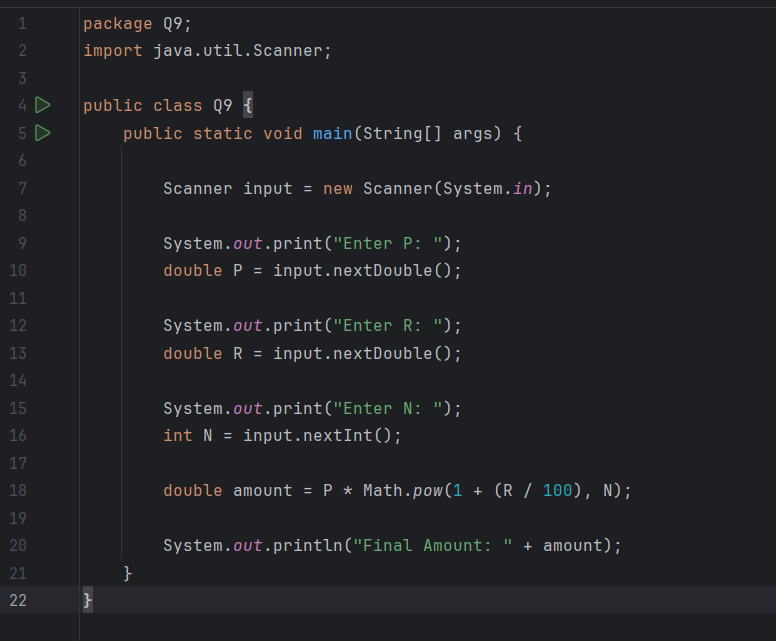 1 package Q9;
2 import java.util.Scanner;
3
4 public class Q9 {
5     public static void main(String[] args) {
6
7         Scanner input = new Scanner(System.in);
8
9         System.out.print("Enter P: ");
10         double P = input.nextDouble();
11
12         System.out.print("Enter R: ");
13         double R = input.nextDouble();
14
15         System.out.print("Enter N: ");
16         int N = input.nextInt();
17
18         double amount = P * Math.pow(1 + (R / 100), N);
19
20         System.out.println("Final Amount: " + amount);
21     }
22 }